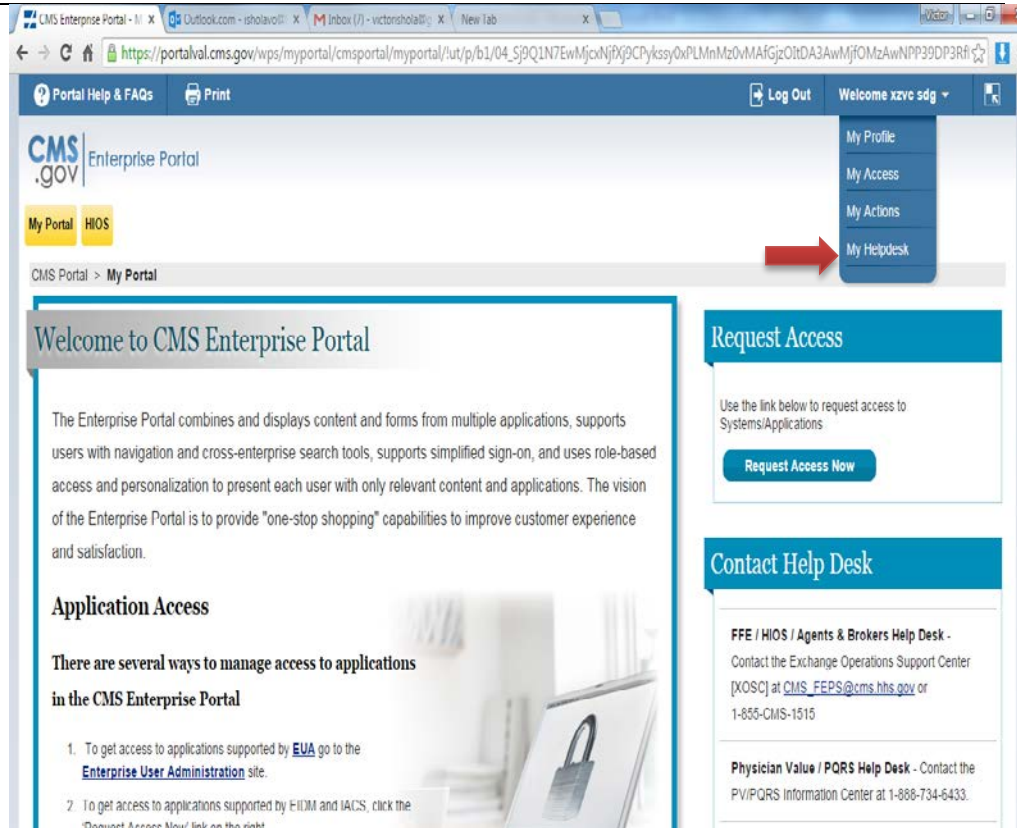 CMS Enterprise Portal - M x Outlook.com - isholavo x Inbox (7) - victorishola x New Tab x Victor
https://portalval.cms.gov/wps/myportal/cmsportal/myportal/
Portal Help & FAQs Print Log Out Welcome xzvc sdg
My Profile
My Access
My Actions
My Helpdesk
CMS
.gov Enterprise Portal
My Portal HIOS
CMS Portal > My Portal
Welcome to CMS Enterprise Portal
The Enterprise Portal combines and displays content and forms from multiple applications, supports
users with navigation and cross-enterprise search tools, supports simplified sign-on, and uses role-based
access and personalization to present each user with only relevant content and applications. The vision
of the Enterprise Portal is to provide "one-stop shopping" capabilities to improve customer experience
and satisfaction.
Application Access
There are several ways to manage access to applications
in the CMS Enterprise Portal
1. To get access to applications supported by EUA go to the
Enterprise User Administration site.
2. To get access to applications supported by EIDM and IACS, click the
'Request Access Now' link on the right
Request Access
Use the link below to request access to
Systems/Applications
Request Access Now
Contact Help Desk
FFE / HIOS / Agents & Brokers Help Desk -
Contact the Exchange Operations Support Center
[XOSC] at CMS_FEPS@cms.hhs.gov or
1-855-CMS-1515
Physician Value / PQRS Help Desk - Contact the
PV/PQRS Information Center at 1-888-734-6433.